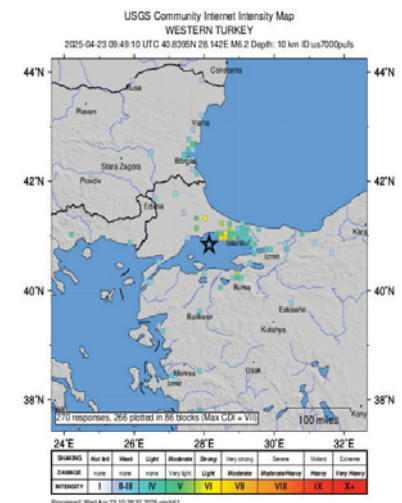 USGS Community Internet Intensity Map
WESTERN TURKEY
2025-04-23 09:49:10 UTC 40.8395N 28.142E M6.2 Depth: 10 km ID:us7000pufs
44˚N 44˚N
Constanta
Ruse
Pleven
Varna
Stara Zagora Borgas
42˚N 42˚N
Plovdiv
Edirne
Istanbul
Izmit
Bursa
40˚N 40˚N
Balikesir Eskisehir
Kutahya
Manisa Usak
Izmir
38˚N 38˚N
270 responses, 266 plotted in 86 blocks (Max CDI = VII)
100 miles
24˚E 26˚E 28˚E 30˚E 32˚E
SHAKING Not felt Weak Light Moderate Strong Very strong Severe Violent Extreme
DAMAGE none none none Very light Light Moderate Moderate/Heavy Heavy Very Heavy
INTENSITY I II-III IV V VI VII VIII IX X+